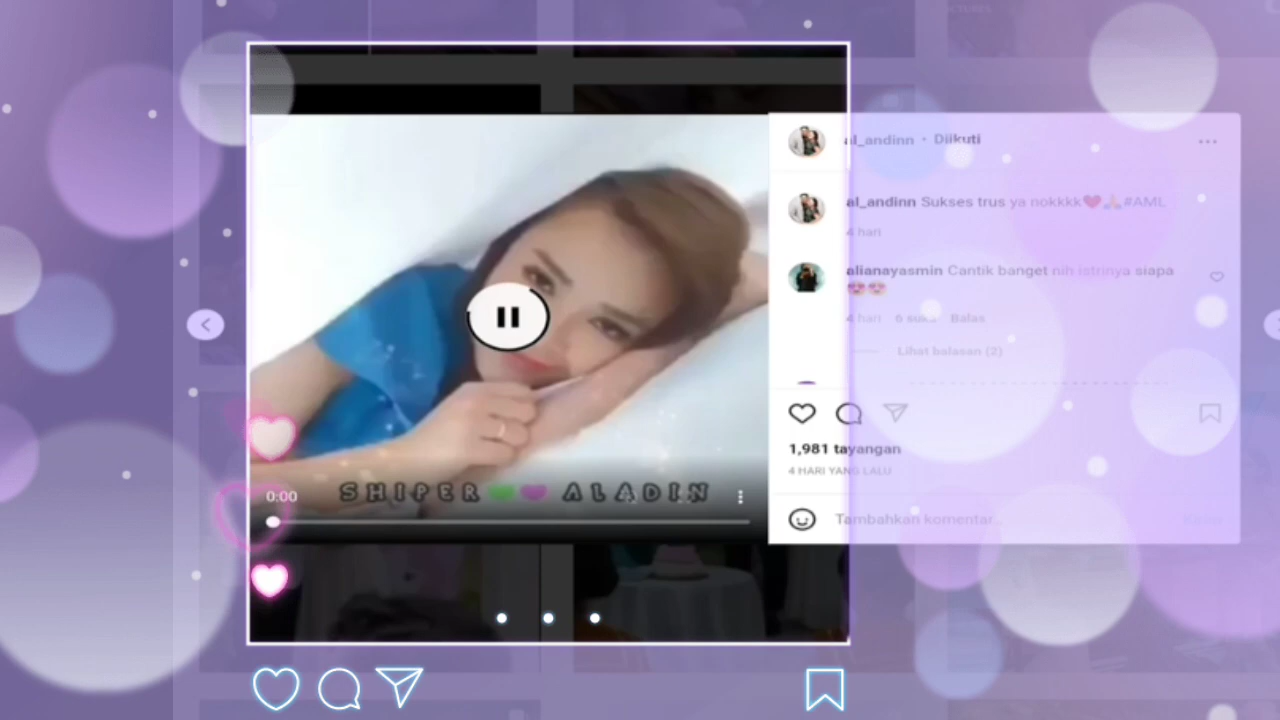 al_andinn • Diikuti
al_andinn Sukses trus ya nokkkk❤️🙏#AML
4 hari
alianayasmin Cantik banget nih istrinya siapa
😍😍
4 hari 6 suka Balas
Lihat balasan (2)
1,981 tayangan
4 HARI YANG LALU
Tambahkan komentar...
0:00
SHIPER💚💜ALADIN